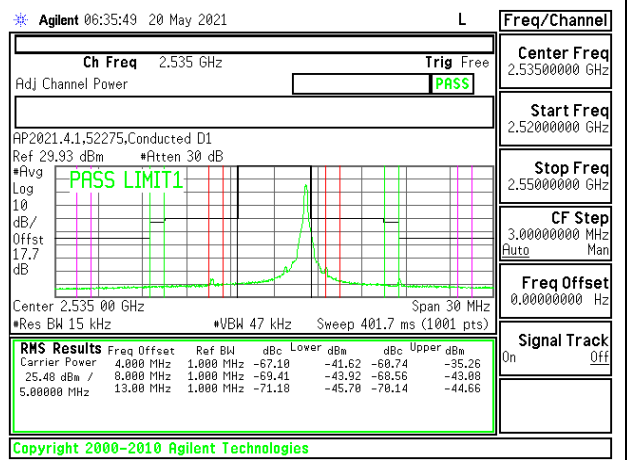 Agilent 06:35:49 20 May 2021 L
Freq/Channel
Ch Freq 2.535 GHz Trig Free
Adj Channel Power PASS
Center Freq
2.53500000 GHz
Start Freq
2.52000000 GHz
AP2021.4.1,52275,Conducted D1
Ref 29.93 dBm #Atten 30 dB
#Avg
Log
10
dB/
Offst
17.7
dB
PASS LIMIT1
Stop Freq
2.55000000 GHz
CF Step
3.00000000 MHz
Auto Man
Freq Offset
0.00000000 Hz
Center 2.535 00 GHz Span 30 MHz
#Res BW 15 kHz #VBW 47 kHz Sweep 401.7 ms (1001 pts)
Signal Track
On Off
RMS Results Freq Offset Ref BW dBc Lower dBm dBc Upper dBm
Carrier Power 4.000 MHz 1.000 MHz -67.10 -41.62 -60.74 -35.26
25.48 dBm / 8.000 MHz 1.000 MHz -69.41 -43.92 -68.56 -43.08
5.00000 MHz 13.00 MHz 1.000 MHz -71.18 -45.70 -70.14 -44.66
Copyright 2000-2010 Agilent Technologies